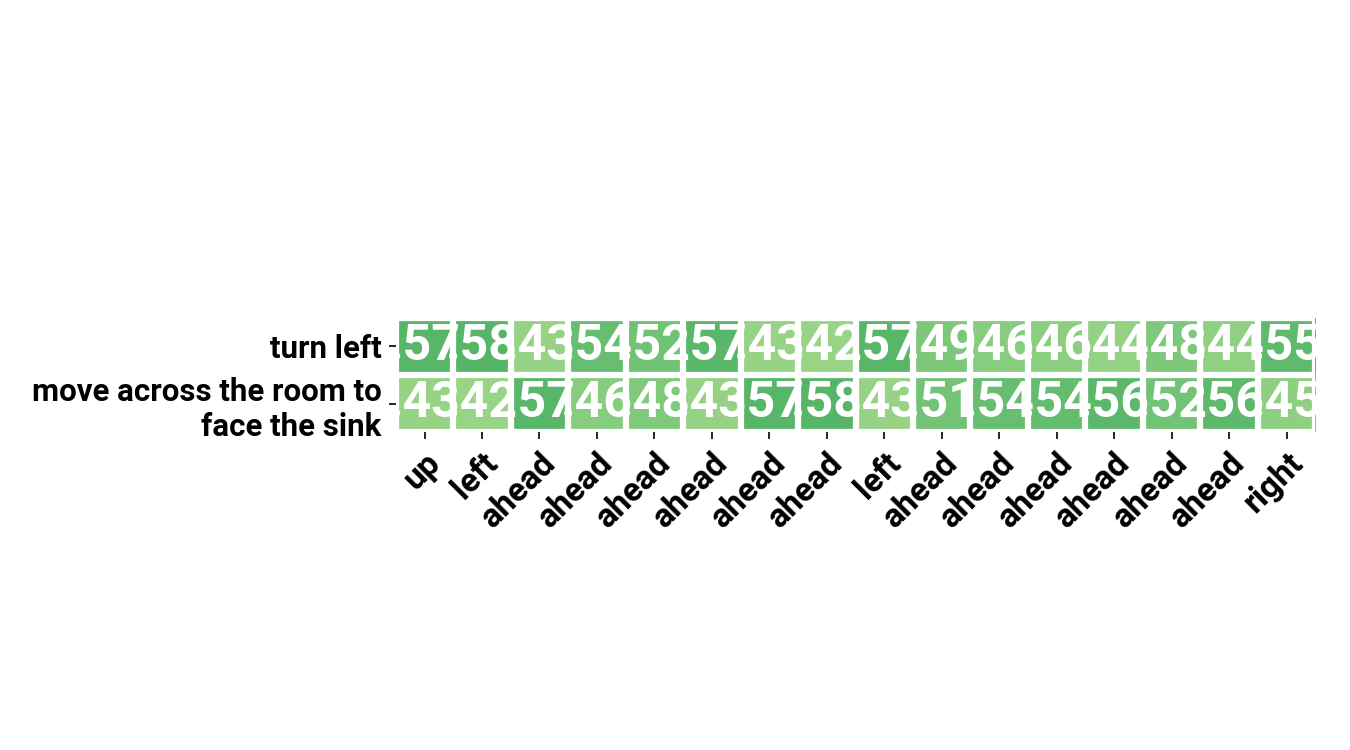 turn left 57 58 43 54 52 57 43 42 57 49 46 46 44 48 44 55
move across the room to
face the sink 43 42 57 46 48 43 57 58 43 51 54 54 56 52 56 45
up left ahead ahead ahead ahead ahead ahead left ahead ahead ahead ahead ahead ahead right